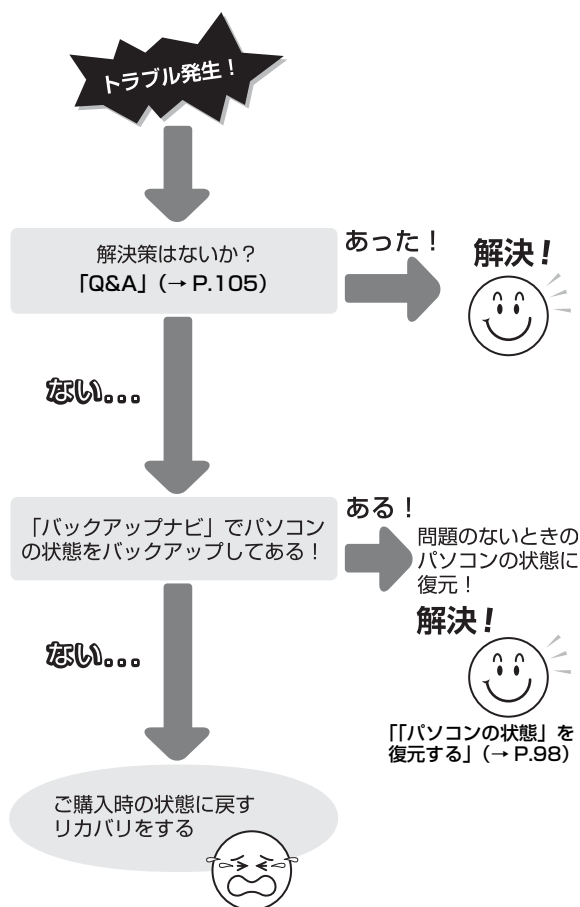 トラブル発生！
解決策はないか？
「Q&A」（→ P.105）
あった！
解決！
ない...
「バックアップナビ」でパソコン
の状態をバックアップしてある！
ある！
問題のないときの
パソコンの状態に
復元！
解決！
「「パソコンの状態」を
復元する」（→ P.98）
ない...
ご購入時の状態に戻す
リカバリをする